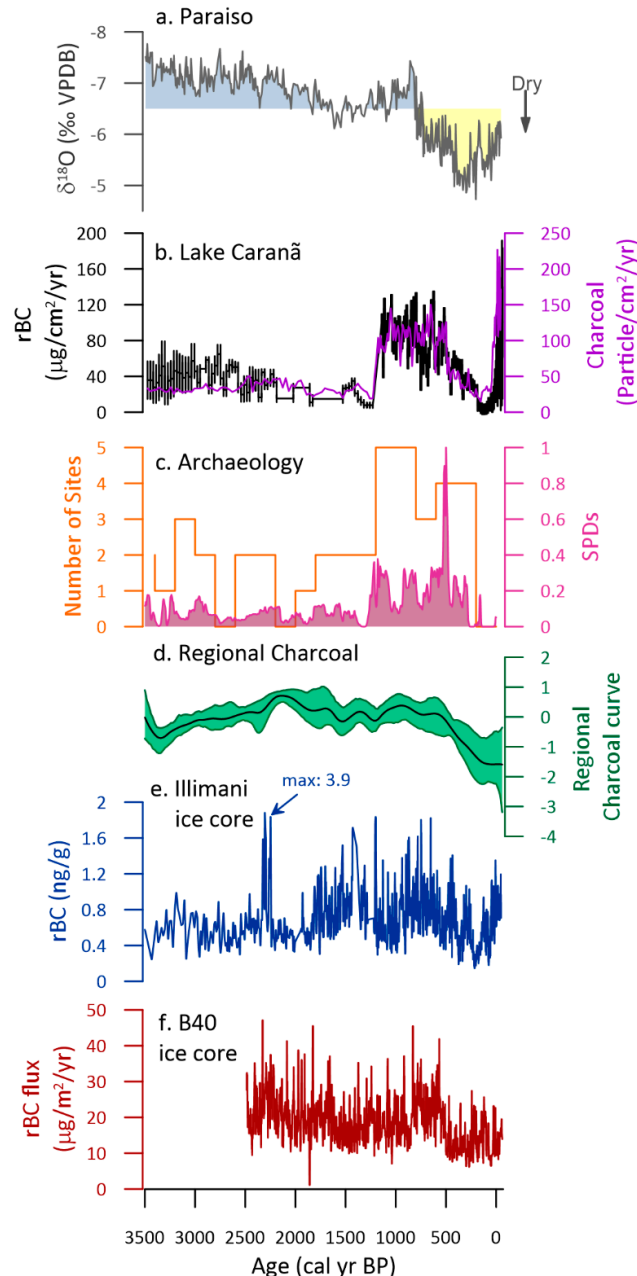 a. Paraiso
-8
-7
-6
-5
δ¹⁸O (‰ VPDB)
Dry
b. Lake Caranã
200
160
120
80
40
0
rBC
(µg/cm²/yr)
250
200
150
100
50
0
Charcoal
(Particle/cm²/yr)
c. Archaeology
5
4
3
2
1
0
Number of Sites
1
0.8
0.6
0.4
0.2
0
SPDs
d. Regional Charcoal
2
1
0
-1
-2
-3
-4
Regional
Charcoal curve
e. Illimani
ice core
max: 3.9
2
1.6
1.2
0.8
0.4
0
rBC (ng/g)
f. B40
ice core
50
40
30
20
10
0
rBC flux
(µg/m²/yr)
3500 3000 2500 2000 1500 1000 500 0
Age (cal yr BP)